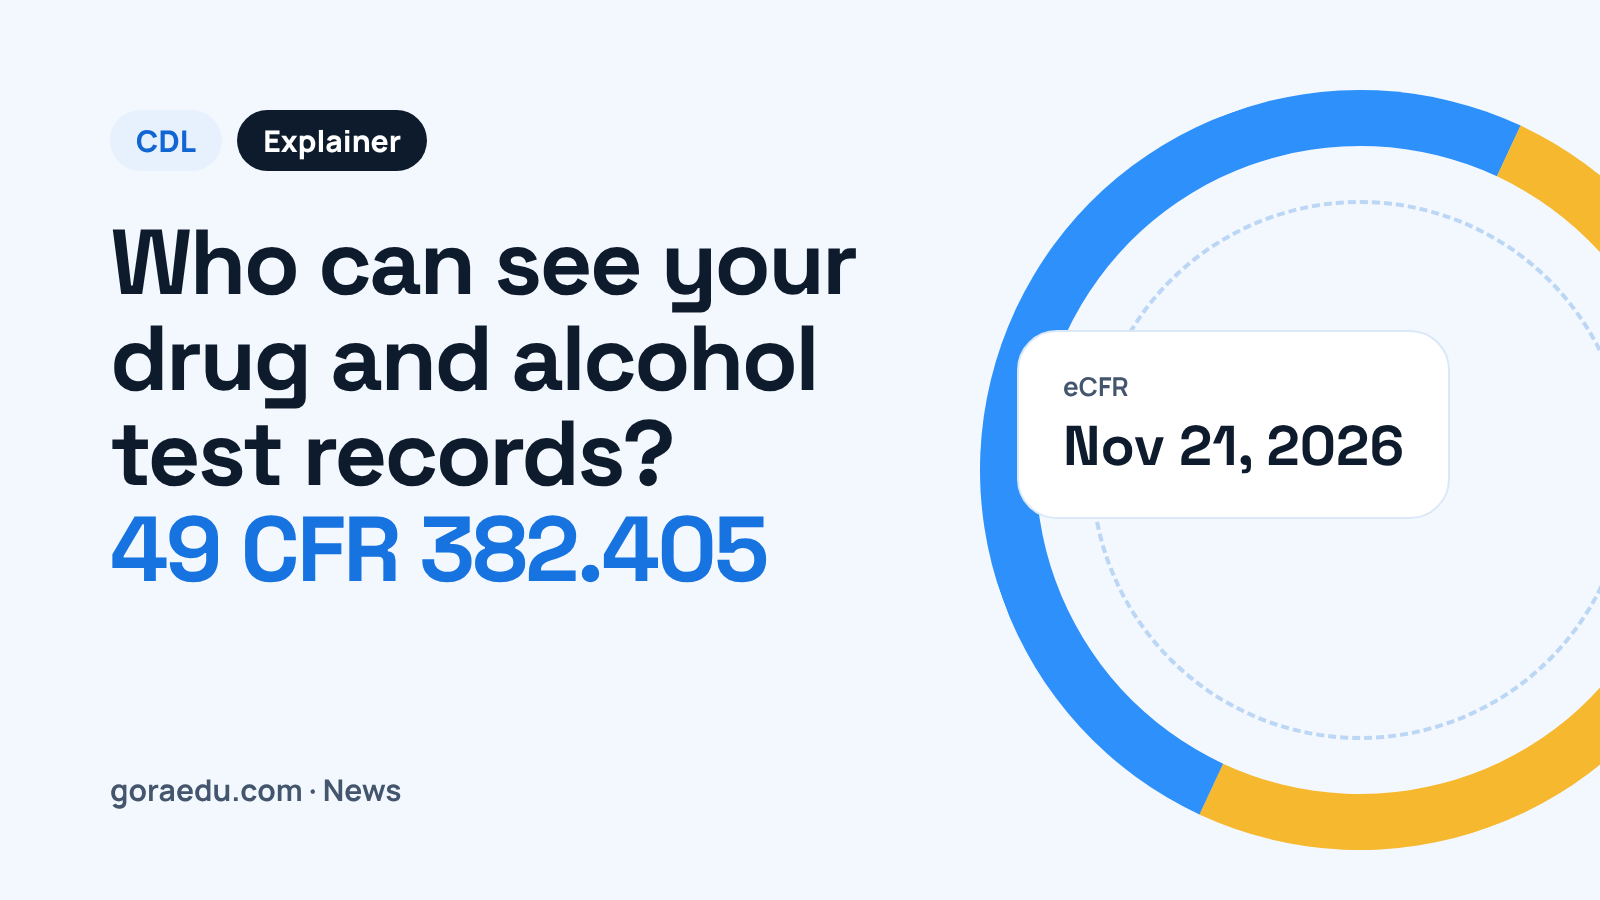 CDL
Explainer
Who can see your
drug and alcohol
test records?
49 CFR 382.405
eCFR
Nov 21, 2026
goraedu.com · News